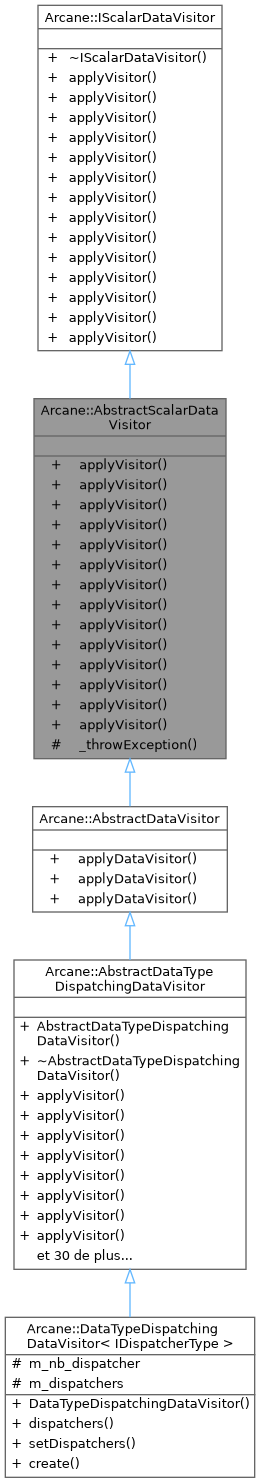 Arcane::IScalarDataVisitor
+ ~IScalarDataVisitor()
+ applyVisitor()
+ applyVisitor()
+ applyVisitor()
+ applyVisitor()
+ applyVisitor()
+ applyVisitor()
+ applyVisitor()
+ applyVisitor()
+ applyVisitor()
+ applyVisitor()
+ applyVisitor()
+ applyVisitor()
+ applyVisitor()
+ applyVisitor()
Arcane::AbstractScalarData
Visitor
+ applyVisitor()
+ applyVisitor()
+ applyVisitor()
+ applyVisitor()
+ applyVisitor()
+ applyVisitor()
+ applyVisitor()
+ applyVisitor()
+ applyVisitor()
+ applyVisitor()
+ applyVisitor()
+ applyVisitor()
+ applyVisitor()
+ applyVisitor()
# _throwException()
Arcane::AbstractDataVisitor
+ applyDataVisitor()
+ applyDataVisitor()
+ applyDataVisitor()
Arcane::AbstractDataType
DispatchingDataVisitor
+ AbstractDataTypeDispatching
DataVisitor()
+ ~AbstractDataTypeDispatching
DataVisitor()
+ applyVisitor()
+ applyVisitor()
+ applyVisitor()
+ applyVisitor()
+ applyVisitor()
+ applyVisitor()
+ applyVisitor()
+ applyVisitor()
et 30 de plus...
Arcane::DataTypeDispatching
DataVisitor< IDispatcherType >
# m_nb_dispatcher
# m_dispatchers
+ DataTypeDispatchingDataVisitor()
+ dispatchers()
+ setDispatchers()
+ create()